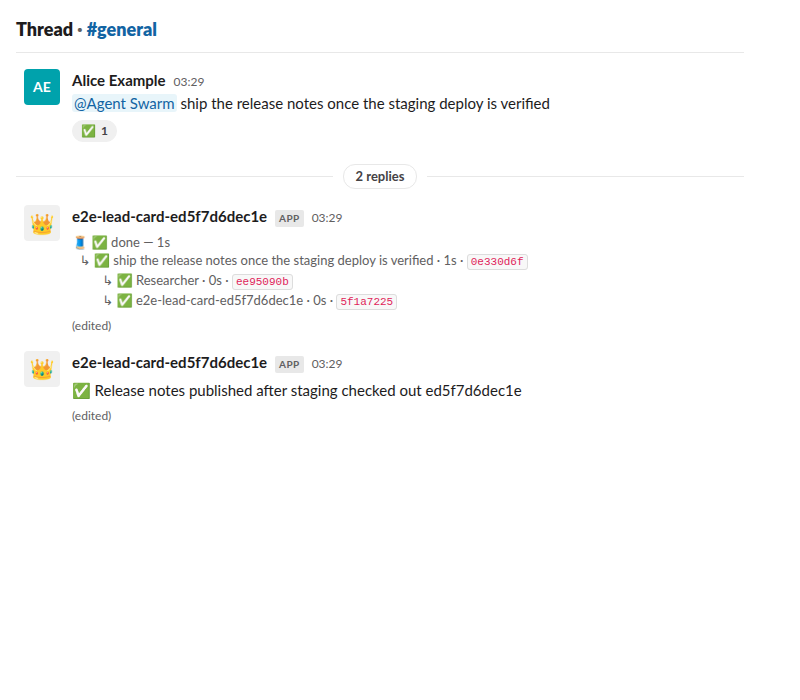 Thread • #general
AE
Alice Example 03:29
@Agent Swarm ship the release notes once the staging deploy is verified
✅ 1
2 replies
e2e-lead-card-ed5f7d6dec1e APP 03:29
🧵 ✅ done — 1s
↳ ✅ ship the release notes once the staging deploy is verified · 1s · 0e330d6f
↳ ✅ Researcher · 0s · ee95090b
↳ ✅ e2e-lead-card-ed5f7d6dec1e · 0s · 5f1a7225
(edited)
e2e-lead-card-ed5f7d6dec1e APP 03:29
✅ Release notes published after staging checked out ed5f7d6dec1e
(edited)